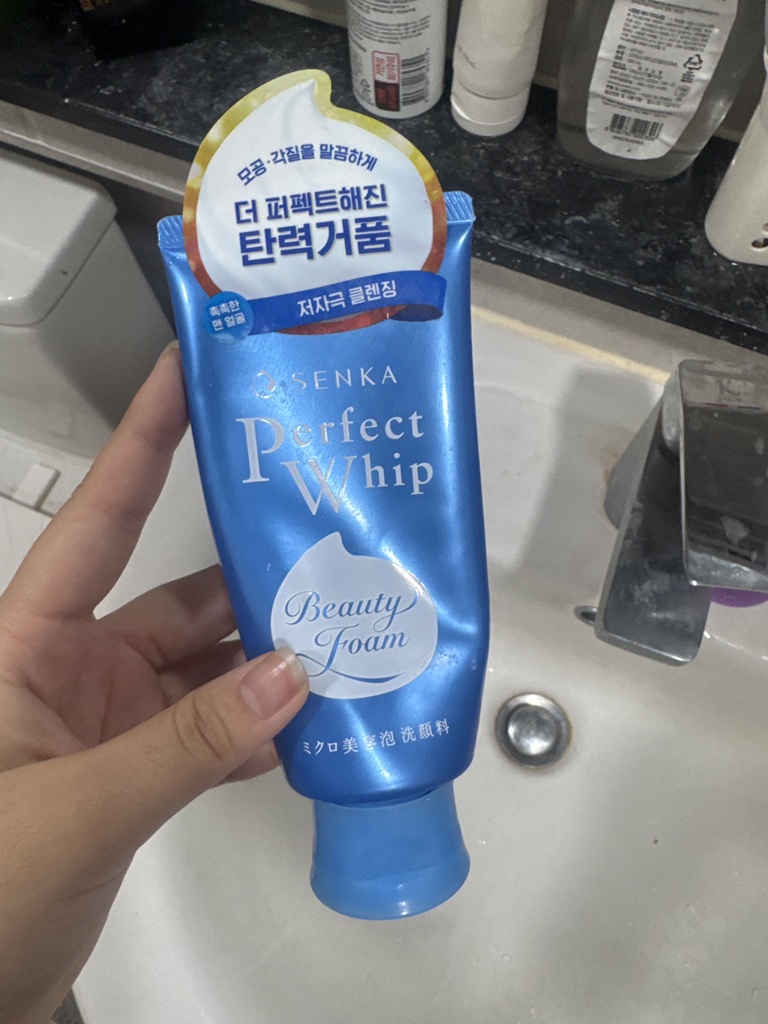 모공·각질을 말끔하게
더 퍼펙트해진
탄력거품
저자극 클렌징
촉촉한
맨 얼굴
SENKA
Perfect
Whip
Beauty
Foam
ミクロ美容泡 洗顔料